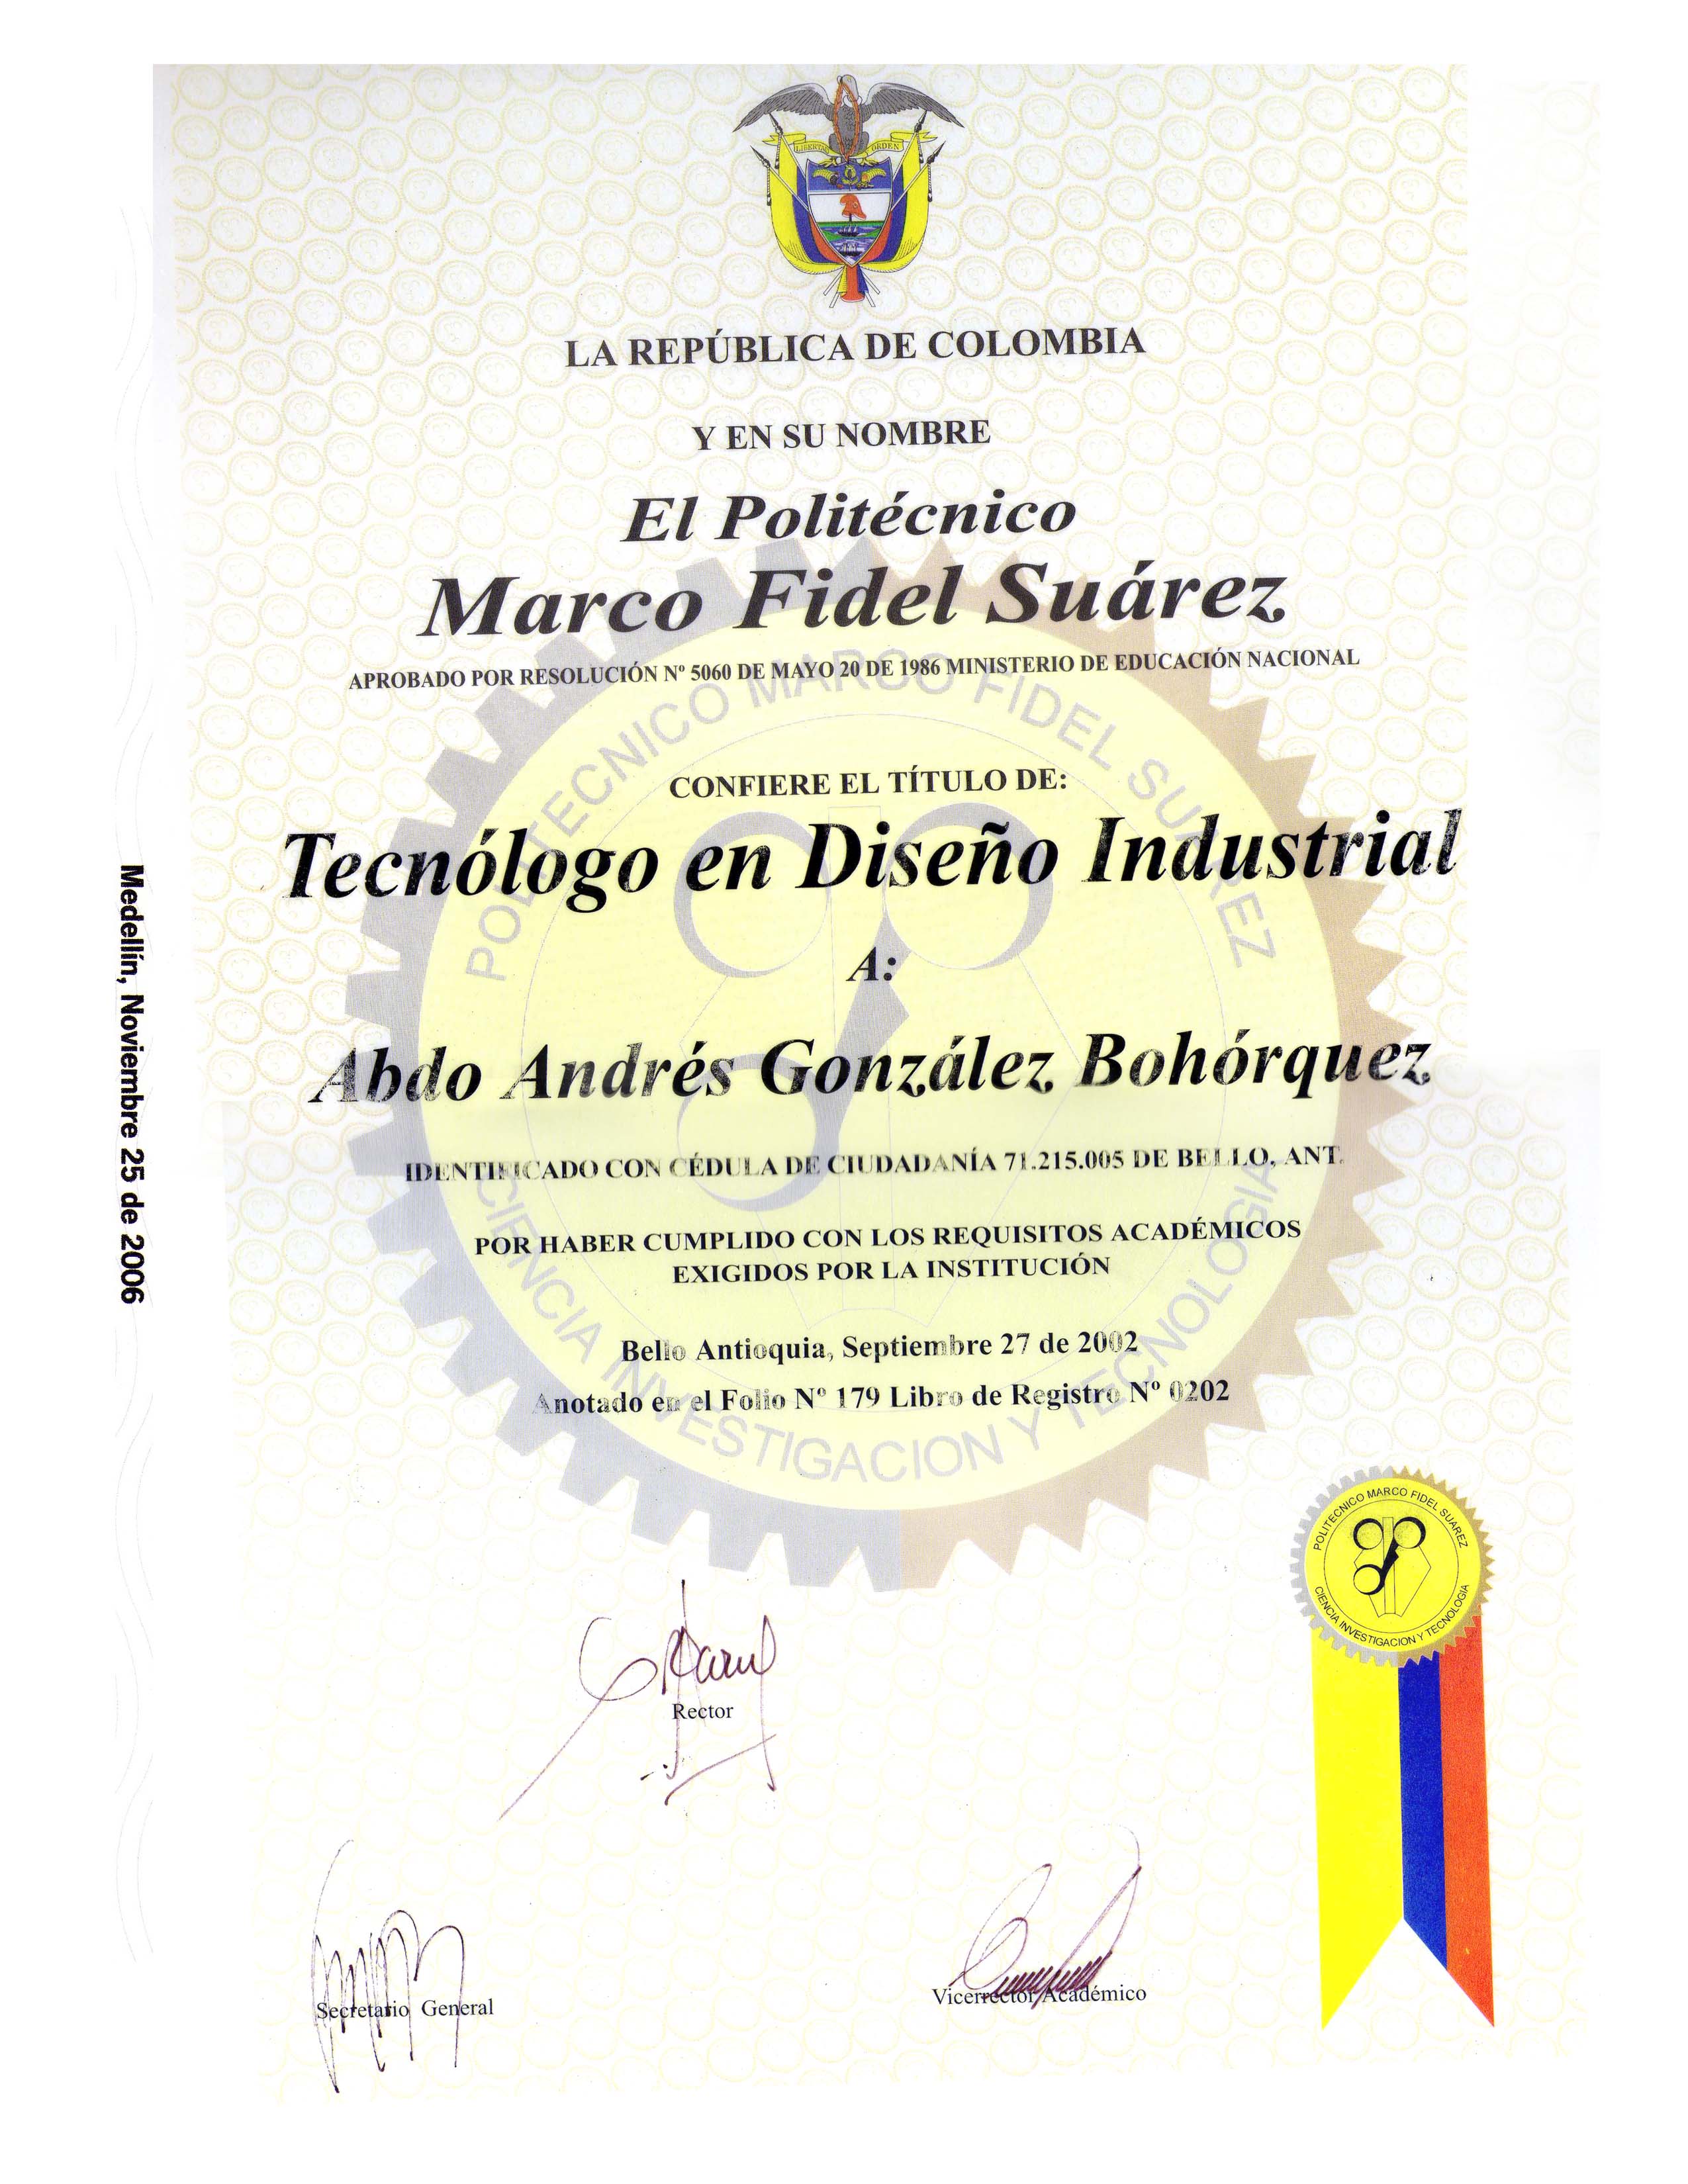 LIBERTAD Y ORDEN
LA REPÚBLICA DE COLOMBIA
Y EN SU NOMBRE
El Politécnico
Marco Fidel Suárez
APROBADO POR RESOLUCIÓN Nº 5060 DE MAYO 20 DE 1986 MINISTERIO DE EDUCACIÓN NACIONAL
POLITECNICO MARCO FIDEL SUAREZ
CONFIERE EL TÍTULO DE:
Tecnólogo en Diseño Industrial
A:
Abdo Andrés González Bohórquez
IDENTIFICADO CON CÉDULA DE CIUDADANÍA 71.215.005 DE BELLO, ANT.
POR HABER CUMPLIDO CON LOS REQUISITOS ACADÉMICOS
EXIGIDOS POR LA INSTITUCIÓN
Bello Antioquia, Septiembre 27 de 2002
Anotado en el Folio Nº 179 Libro de Registro Nº 0202
CIENCIA INVESTIGACION Y TECNOLOGIA
Medellín, Noviembre 25 de 2006
POLITECNICO MARCO FIDEL SUAREZ
CIENCIA INVESTIGACION Y TECNOLOGIA
Rector
Secretario General
Vicerrector Académico